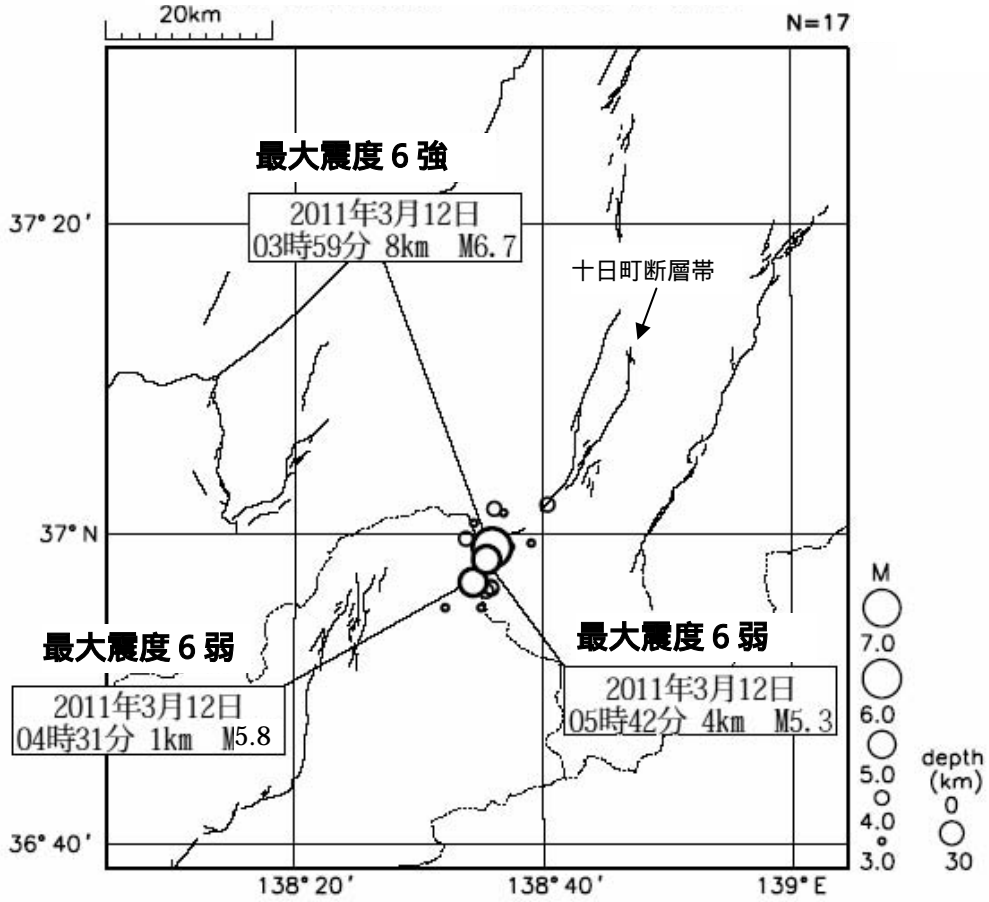 20km
N=17
最大震度6強
2011年3月12日
03時59分 8km M6.7
37°20′
十日町断層帯
37°N
最大震度6弱
2011年3月12日
04時31分 1km M5.8
最大震度6弱
2011年3月12日
05時42分 4km M5.3
M
7.0
6.0
5.0
4.0
3.0
depth
(km)
0
30
36°40′
138°20′
138°40′
139°E